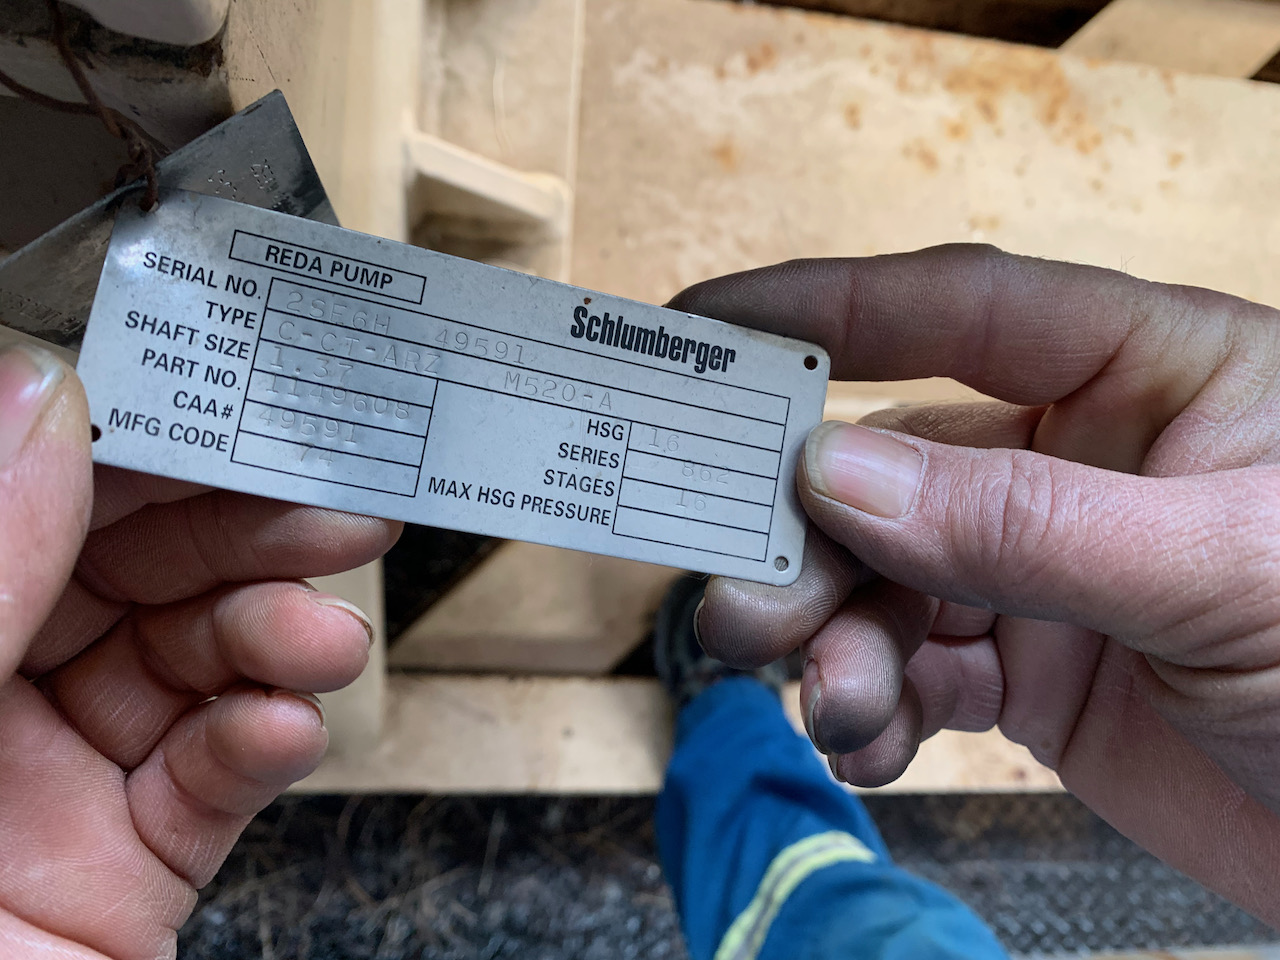 REDA PUMP
Schlumberger
SERIAL NO. 2SE6H 49591
TYPE C-CT-ARZ M520-A
SHAFT SIZE 1.37
PART NO. 1149608
CAA# 49591
MFG CODE 74
HSG 16
SERIES 862
STAGES 16
MAX HSG PRESSURE